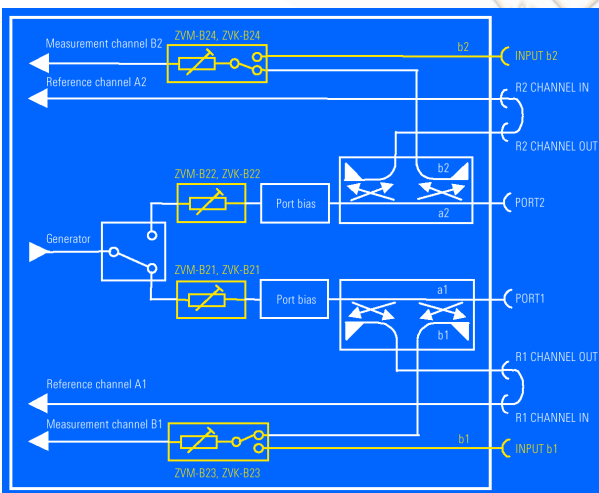 ZVM-B24, ZVK-B24
Measurement channel B2
b2
INPUT b2
Reference channel A2
R2 CHANNEL IN
R2 CHANNEL OUT
ZVM-B22, ZVK-B22
b2
Port bias
a2
PORT2
Generator
ZVM-B21, ZVK-B21
a1
Port bias
PORT1
b1
R1 CHANNEL OUT
Reference channel A1
R1 CHANNEL IN
Measurement channel B1
b1
INPUT b1
ZVM-B23, ZVK-B23